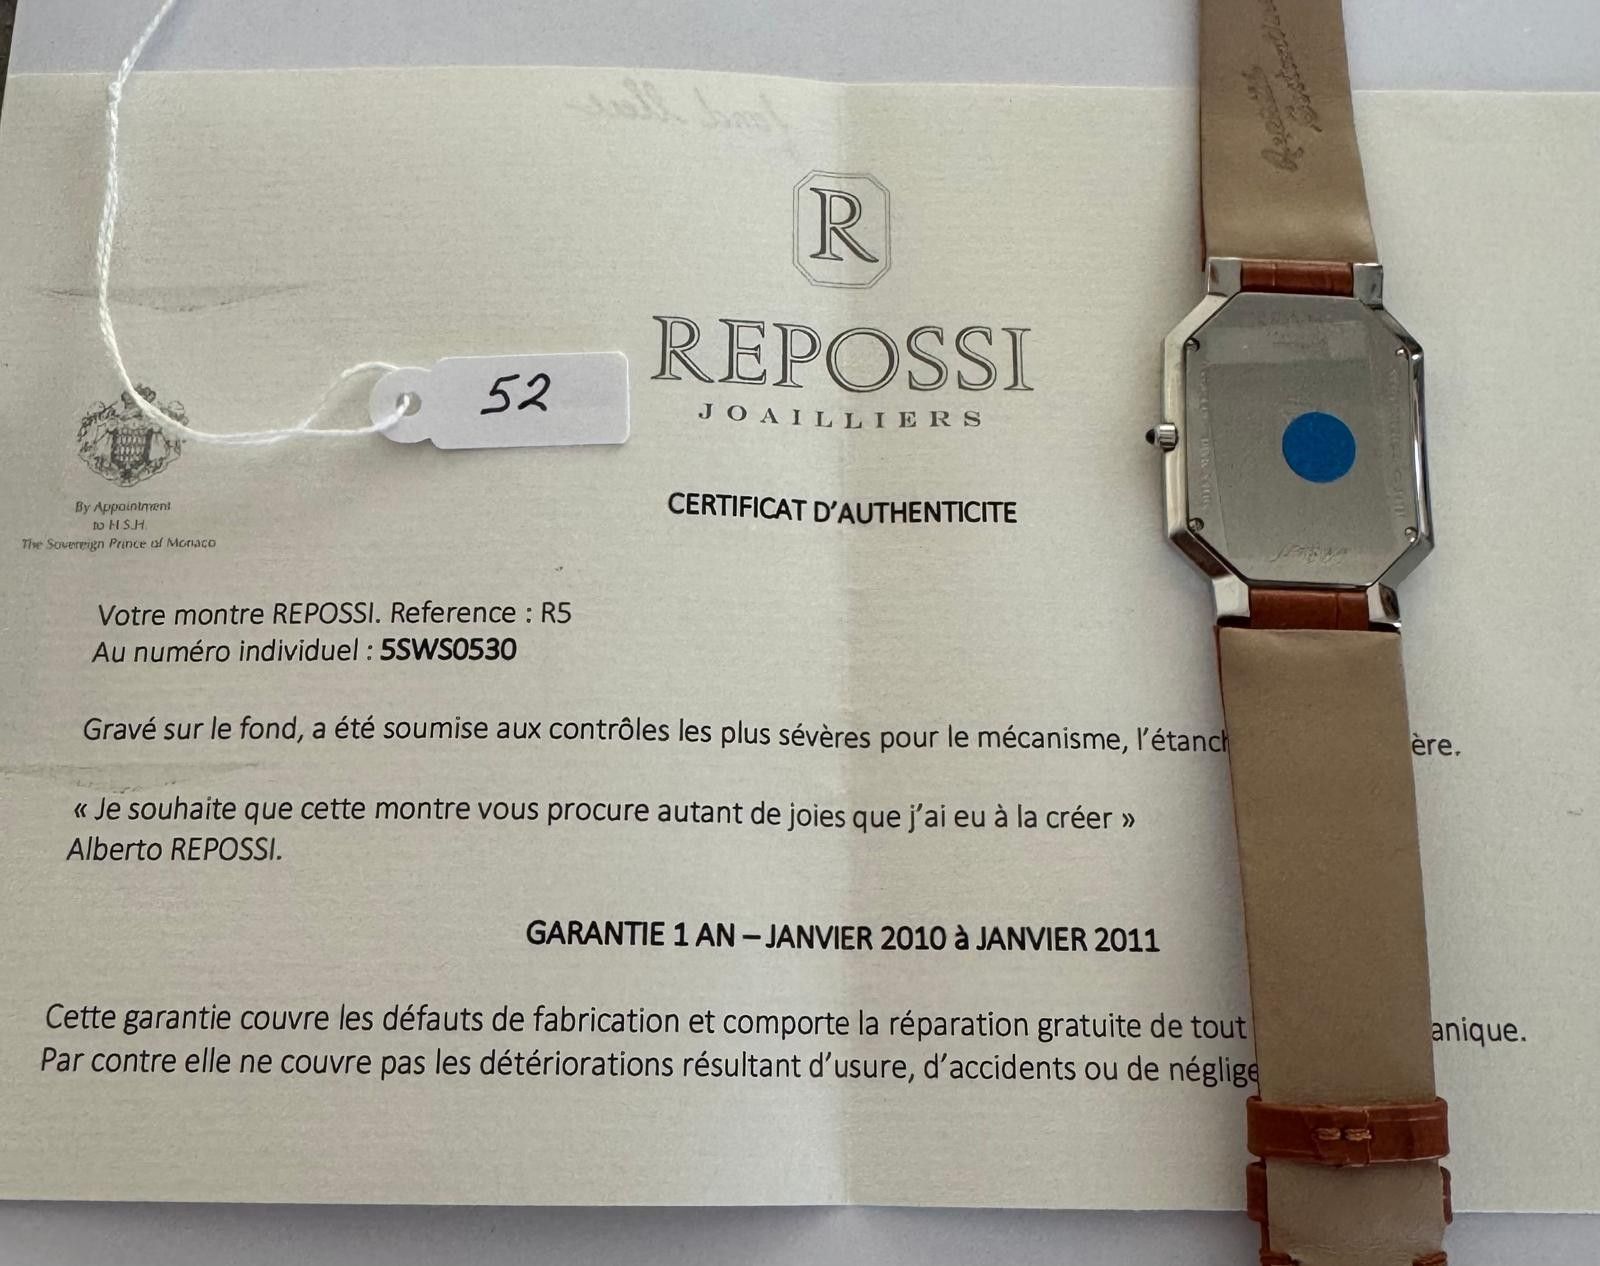 R
REPOSSI
JOAILLIERS
52
By Appointment
to H.S.H.
The Sovereign Prince of Monaco
CERTIFICAT D'AUTHENTICITE
Votre montre REPOSSI. Reference : R5
Au numéro individuel : 5SWS0530
Gravé sur le fond, a été soumise aux contrôles les plus sévères pour le mécanisme, l'étanch ère.
« Je souhaite que cette montre vous procure autant de joies que j'ai eu à la créer »
Alberto REPOSSI.
GARANTIE 1 AN – JANVIER 2010 à JANVIER 2011
Cette garantie couvre les défauts de fabrication et comporte la réparation gratuite de tout anique.
Par contre elle ne couvre pas les détériorations résultant d'usure, d'accidents ou de néglige